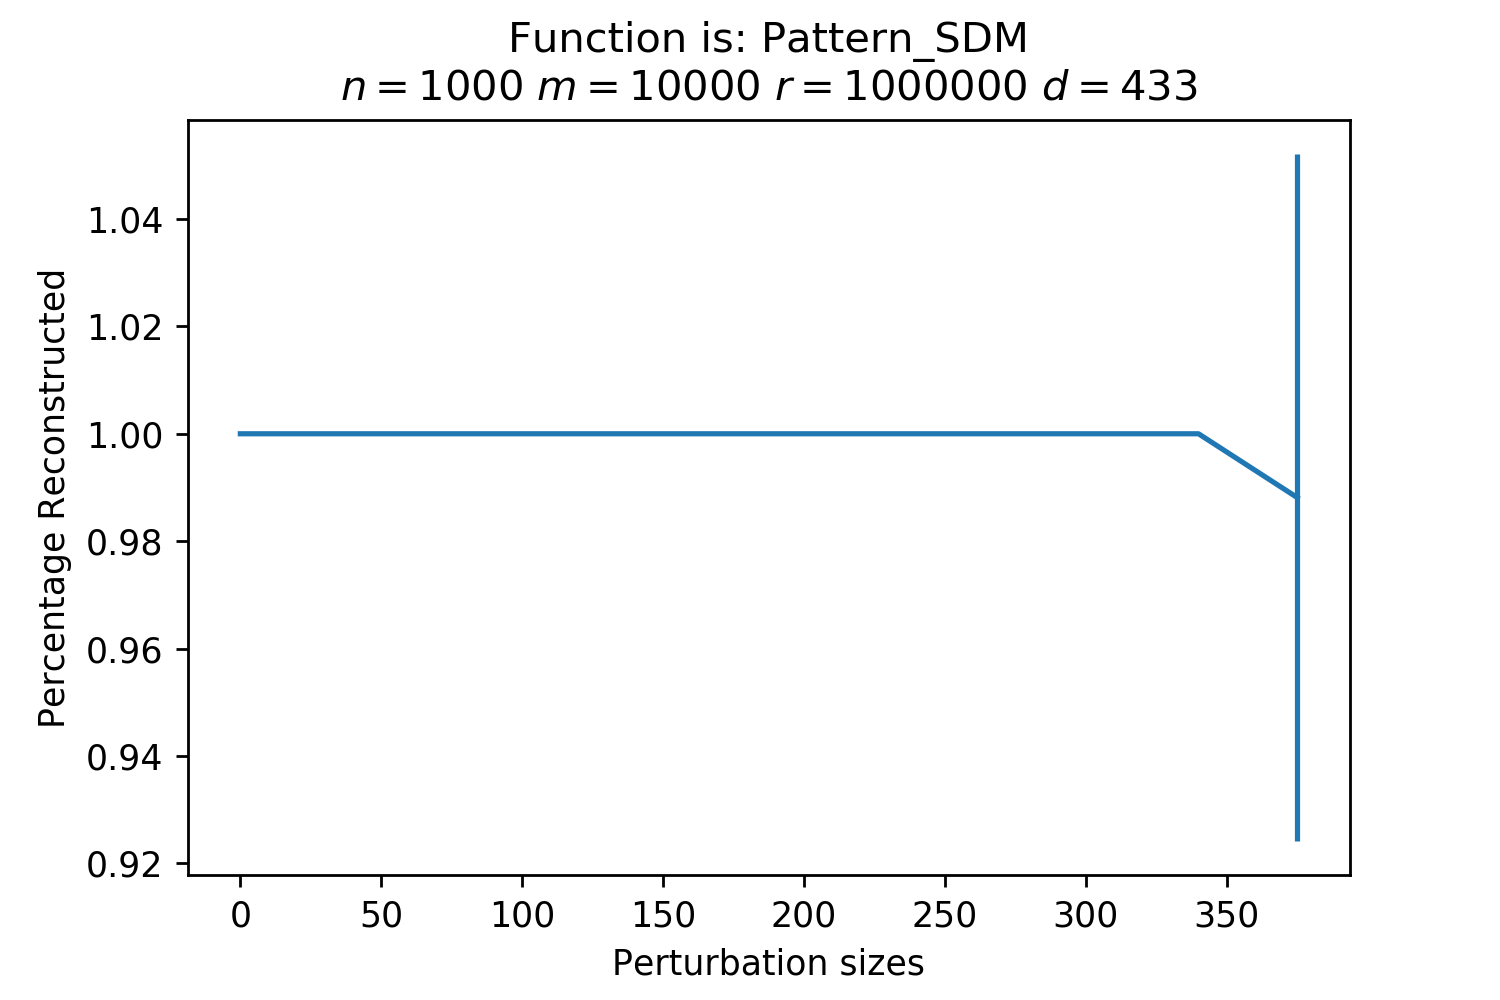 Function is: Pattern_SDM
n = 1000 m = 10000 r = 1000000 d = 433
Percentage Reconstructed
1.04
1.02
1.00
0.98
0.96
0.94
0.92
0 50 100 150 200 250 300 350
Perturbation sizes